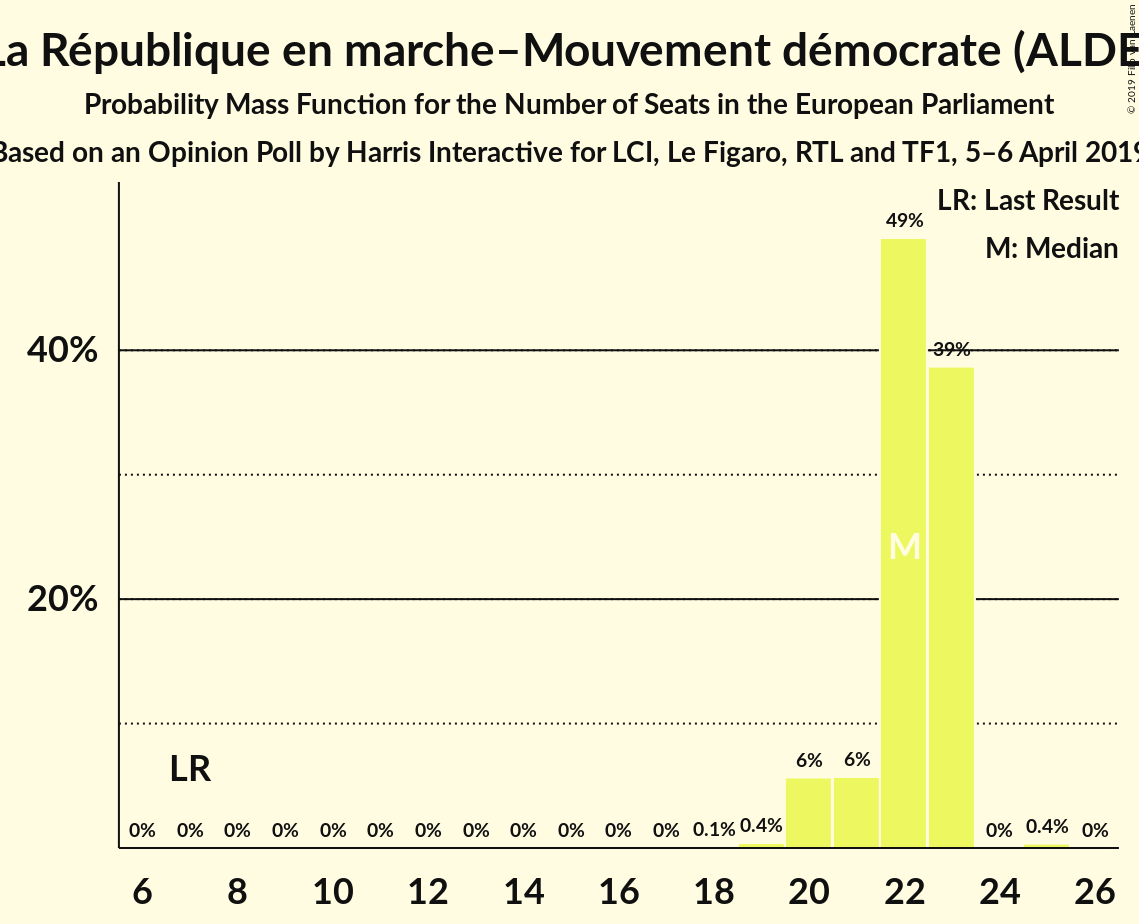 La République en marche–Mouvement démocrate (ALDE
Probability Mass Function for the Number of Seats in the European Parliament
Based on an Opinion Poll by Harris Interactive for LCI, Le Figaro, RTL and TF1, 5–6 April 2019
© 2019
LR: Last Result
M: Median
49%
39%
40%
M
20%
LR
6% 6%
0% 0% 0% 0% 0% 0% 0% 0% 0% 0% 0% 0% 0.1% 0.4% 0% 0.4% 0%
6 8 10 12 14 16 18 20 22 24 26